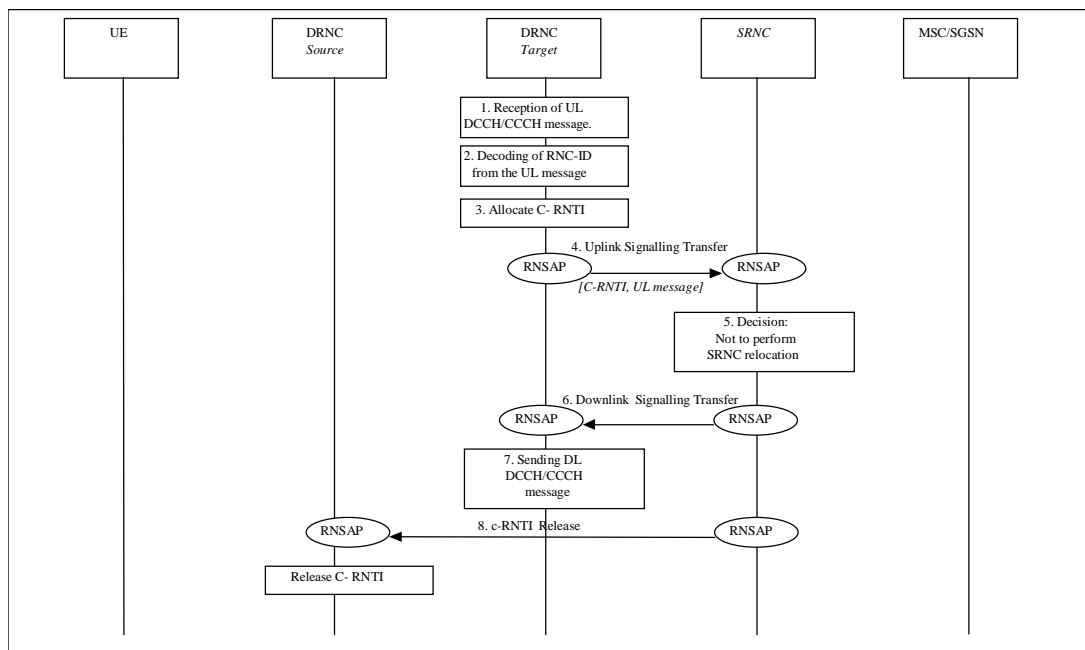 UE
DRNC
Source
DRNC
Target
SRNC
MSC/SGSN
1. Reception of UL
DCCH/CCCH message.
2. Decoding of RNC-ID
from the UL message
3. Allocate C- RNTI
4. Uplink Signalling Transfer
RNSAP
RNSAP
[C-RNTI, UL message]
5. Decision:
Not to perform
SRNC relocation
6. Downlink Signalling Transfer
RNSAP
RNSAP
7. Sending DL
DCCH/CCCH
message
8. c-RNTI Release
RNSAP
RNSAP
Release C- RNTI